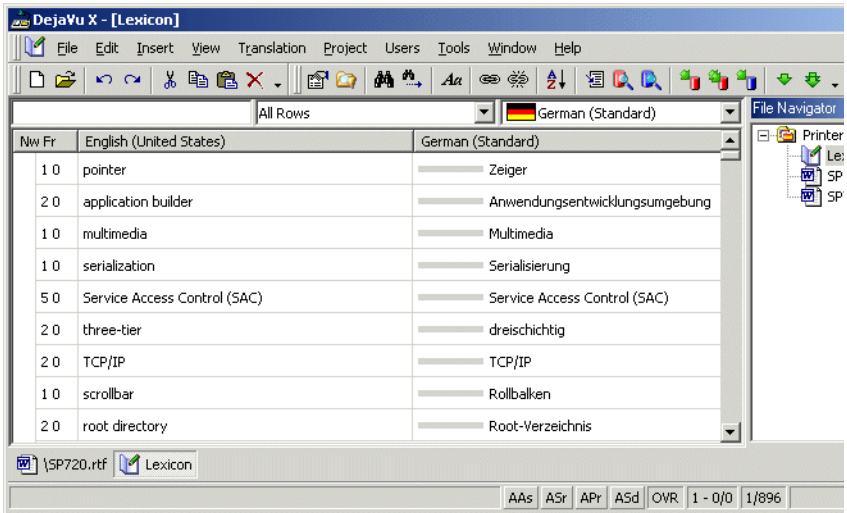 DejaVu X - [Lexicon]
File Edit Insert View Translation Project Users Tools Window Help
All Rows German (Standard) File Navigator
Nw Fr English (United States) German (Standard) Printer
1 0 pointer Zeiger Lex
2 0 application builder Anwendungsentwicklungsumgebung SP
1 0 multimedia Multimedia SP
1 0 serialization Serialisierung
5 0 Service Access Control (SAC) Service Access Control (SAC)
2 0 three-tier dreischichtig
2 0 TCP/IP TCP/IP
1 0 scrollbar Rollbalken
2 0 root directory Root-Verzeichnis
\SP720.rtf Lexicon
AAs ASr APr ASd OVR 1 - 0/0 1/896